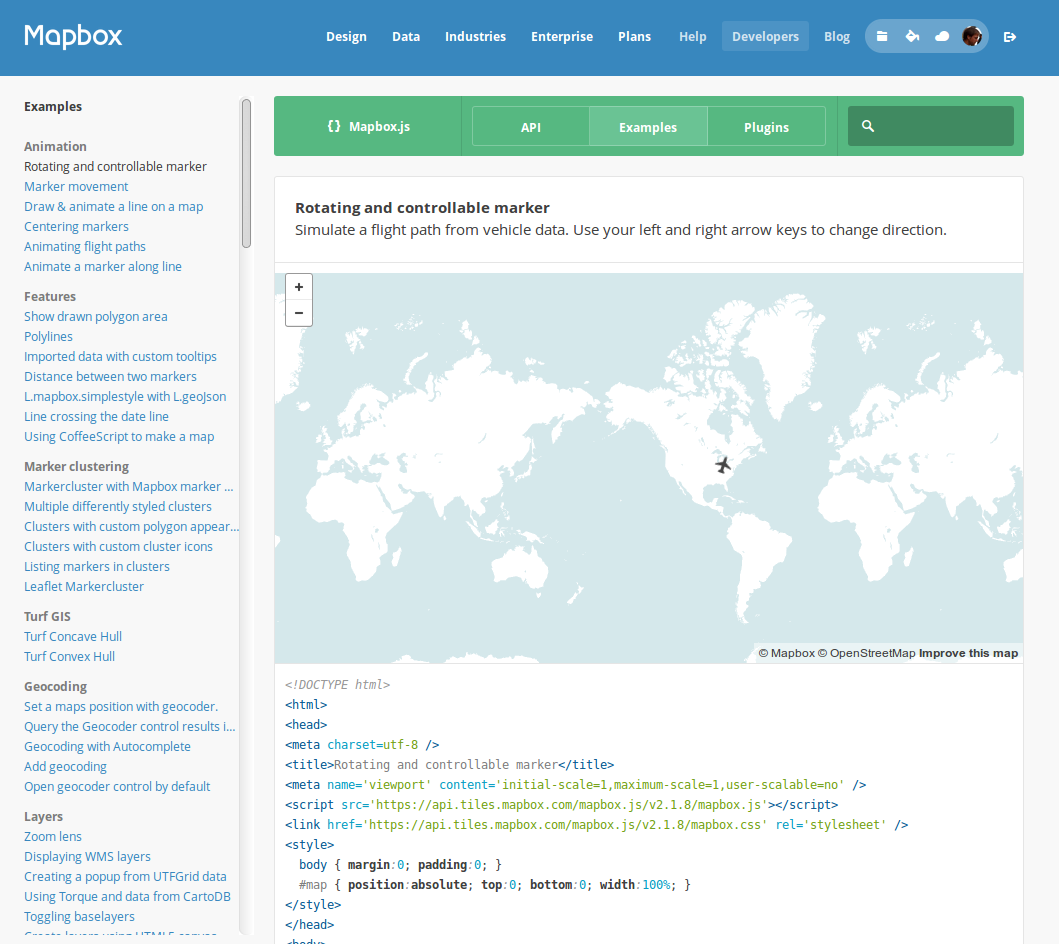 Mapbox
Design Data Industries Enterprise Plans Help Developers Blog
Examples
Animation
Rotating and controllable marker
Marker movement
Draw & animate a line on a map
Centering markers
Animating flight paths
Animate a marker along line
Features
Show drawn polygon area
Polylines
Imported data with custom tooltips
Distance between two markers
L.mapbox.simplestyle with L.geoJson
Line crossing the date line
Using CoffeeScript to make a map
Marker clustering
Markercluster with Mapbox marker ...
Multiple differently styled clusters
Clusters with custom polygon appear...
Clusters with custom cluster icons
Listing markers in clusters
Leaflet Markercluster
Turf GIS
Turf Concave Hull
Turf Convex Hull
Geocoding
Set a maps position with geocoder.
Query the Geocoder control results i...
Geocoding with Autocomplete
Add geocoding
Open geocoder control by default
Layers
Zoom lens
Displaying WMS layers
Creating a popup from UTFGrid data
Using Torque and data from CartoDB
Toggling baselayers
{} Mapbox.js
API Examples Plugins
Rotating and controllable marker
Simulate a flight path from vehicle data. Use your left and right arrow keys to change direction.
+
−
© Mapbox © OpenStreetMap Improve this map
<!DOCTYPE html>
<html>
<head>
<meta charset=utf-8 />
<title>Rotating and controllable marker</title>
<meta name='viewport' content='initial-scale=1,maximum-scale=1,user-scalable=no' />
<script src='https://api.tiles.mapbox.com/mapbox.js/v2.1.8/mapbox.js'></script>
<link href='https://api.tiles.mapbox.com/mapbox.js/v2.1.8/mapbox.css' rel='stylesheet' />
<style>
  body { margin:0; padding:0; }
  #map { position:absolute; top:0; bottom:0; width:100%; }
</style>
</head>
<body>